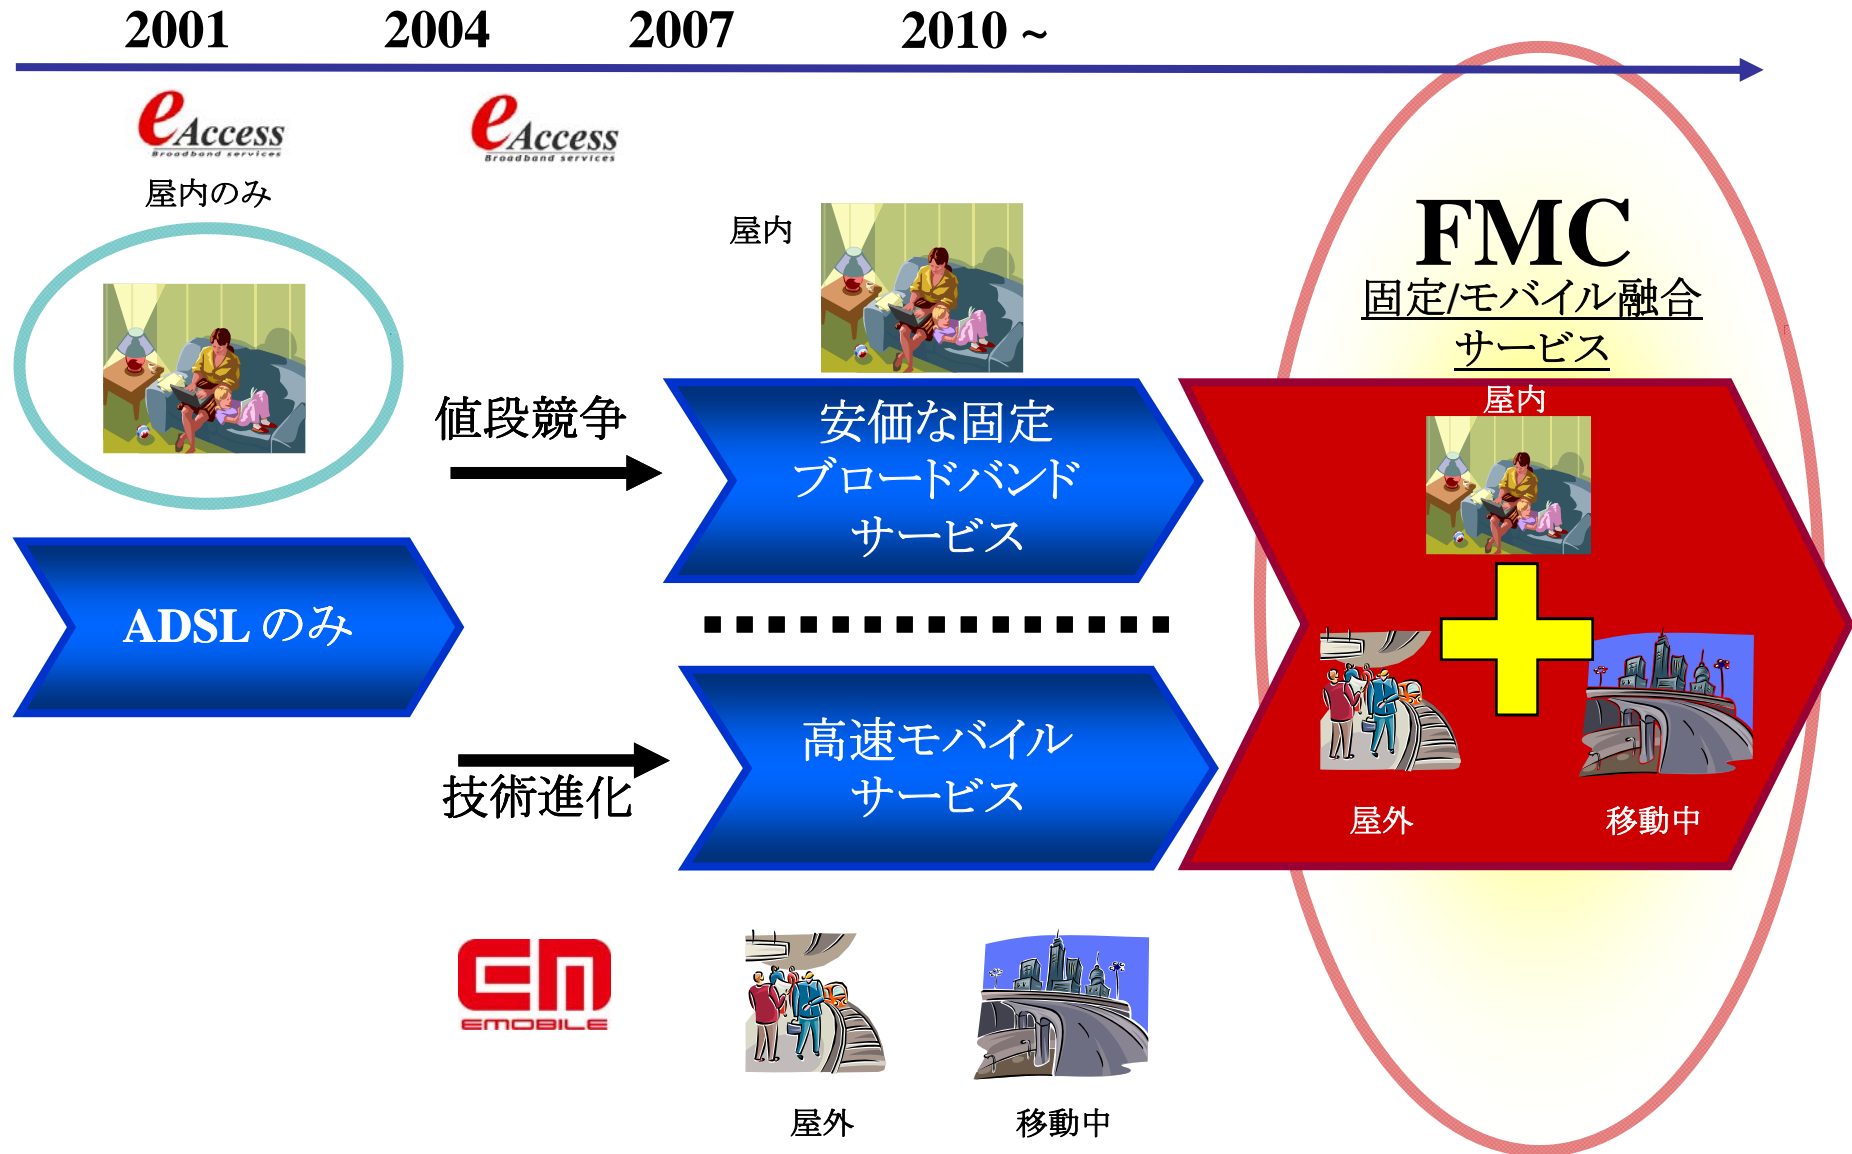 2001 2004 2007 2010 ~
eAccess
Broadband services
eAccess
Broadband services
屋内のみ
ADSL のみ
値段競争
技術進化
EMOBILE
屋内
安価な固定
ブロードバンド
サービス
高速モバイル
サービス
屋外
移動中
FMC
固定/モバイル融合
サービス
屋内
屋外
移動中